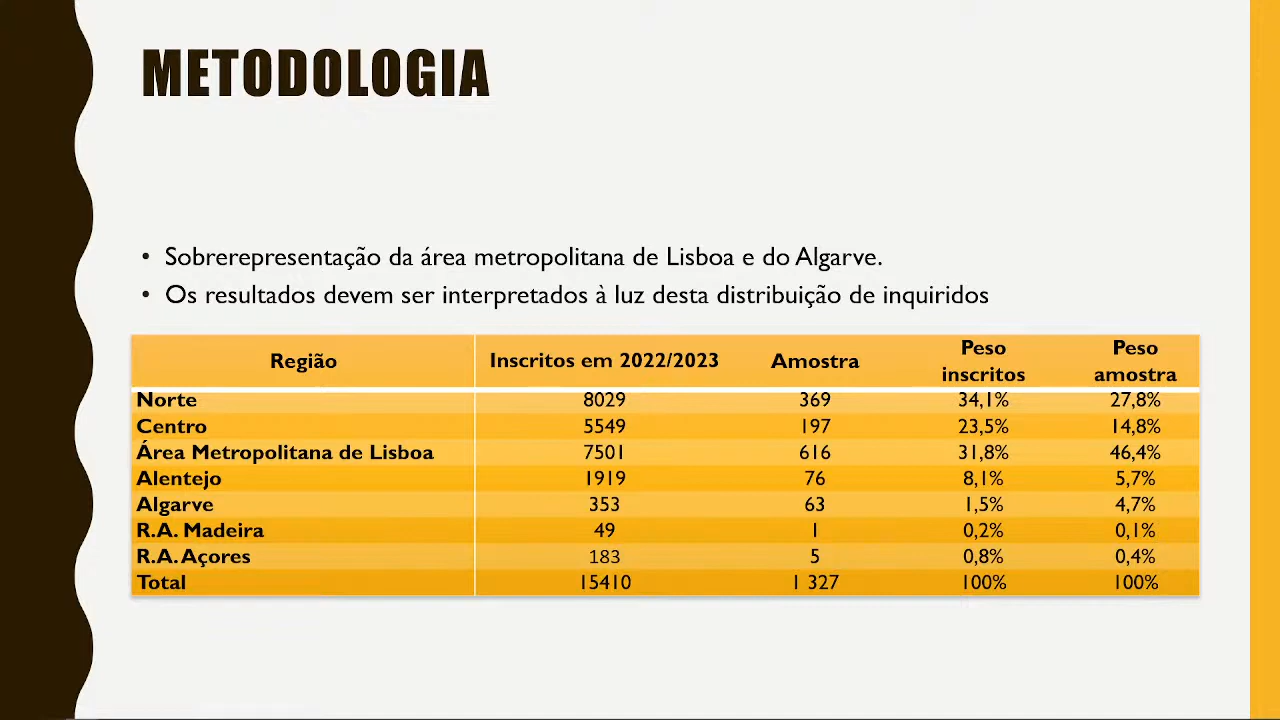 METODOLOGIA
• Sobrerepresentação da área metropolitana de Lisboa e do Algarve.
• Os resultados devem ser interpretados à luz desta distribuição de inquiridos
Região Inscritos em 2022/2023 Amostra Peso inscritos Peso amostra
Norte 8029 369 34,1% 27,8%
Centro 5549 197 23,5% 14,8%
Área Metropolitana de Lisboa 7501 616 31,8% 46,4%
Alentejo 1919 76 8,1% 5,7%
Algarve 353 63 1,5% 4,7%
R.A. Madeira 49 1 0,2% 0,1%
R.A. Açores 183 5 0,8% 0,4%
Total 15410 1 327 100% 100%